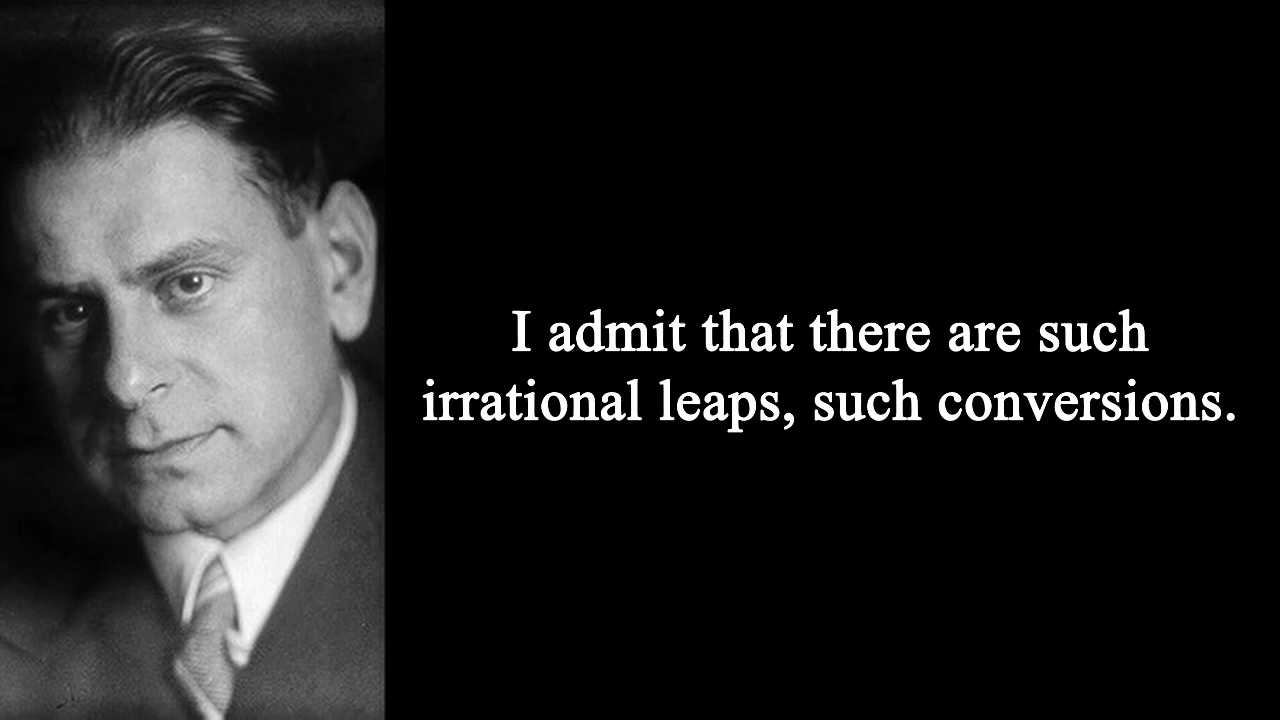 I admit that there are such
irrational leaps, such conversions.